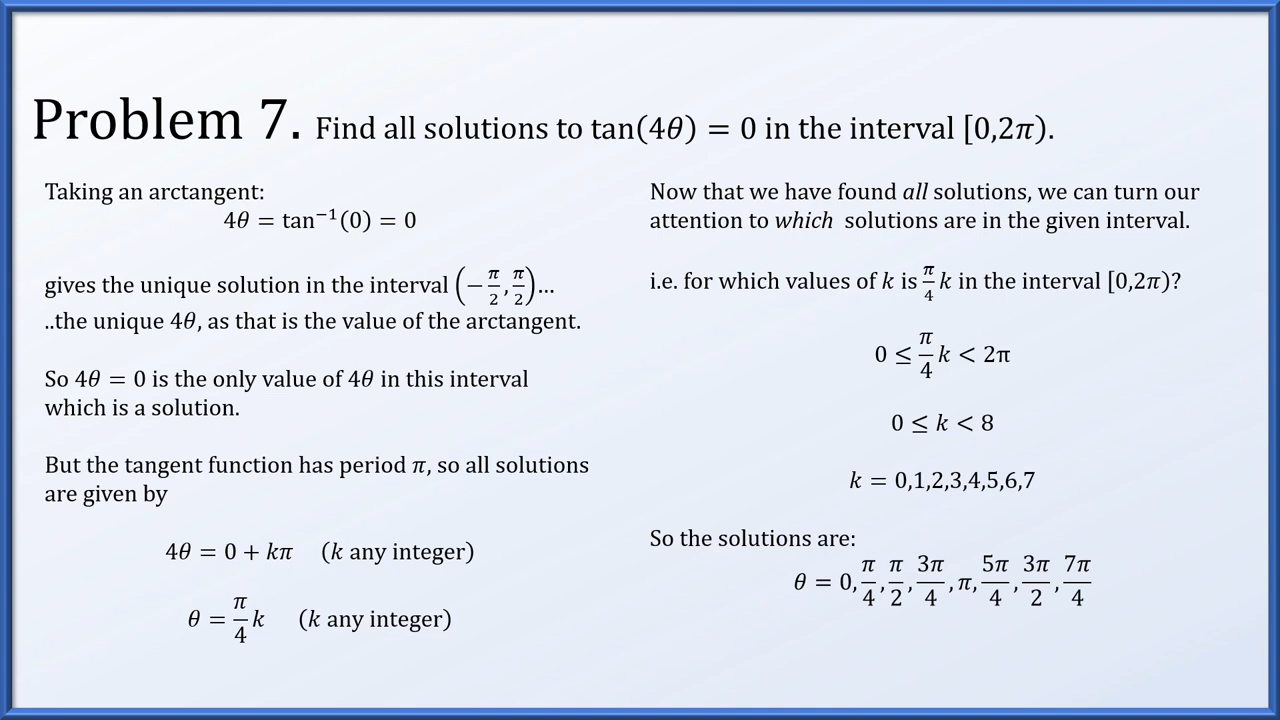 Problem 7. Find all solutions to tan(4θ) = 0 in the interval [0,2π).
Taking an arctangent:
4θ = tan⁻¹(0) = 0
gives the unique solution in the interval (−π/2, π/2)...
..the unique 4θ, as that is the value of the arctangent.
So 4θ = 0 is the only value of 4θ in this interval
which is a solution.
But the tangent function has period π, so all solutions
are given by
4θ = 0 + kπ (k any integer)
θ = π/4 k (k any integer)
Now that we have found all solutions, we can turn our
attention to which solutions are in the given interval.
i.e. for which values of k is π/4 k in the interval [0,2π)?
0 ≤ π/4 k < 2π
0 ≤ k < 8
k = 0,1,2,3,4,5,6,7
So the solutions are:
θ = 0, π/4, π/2, 3π/4, π, 5π/4, 3π/2, 7π/4